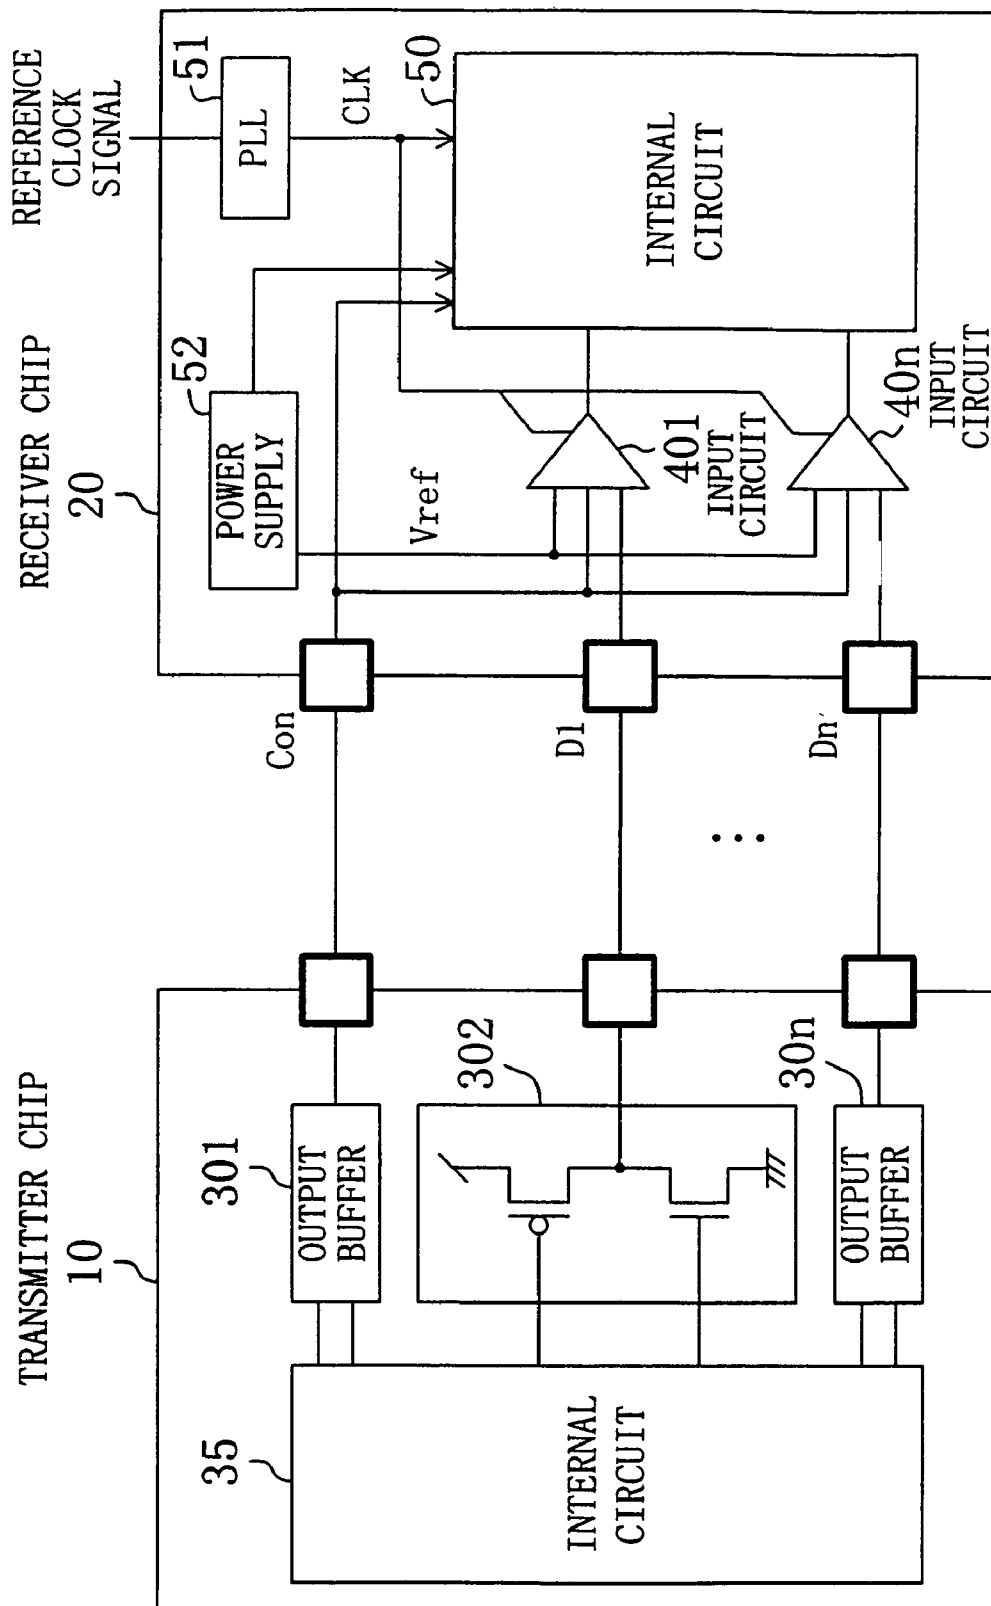 TRANSMITTER CHIP
10
RECEIVER CHIP
20
REFERENCE
CLOCK
SIGNAL
35
INTERNAL
CIRCUIT
301
OUTPUT
BUFFER
302
30n
OUTPUT
BUFFER
Con
D1
Dn'
...
52
POWER
SUPPLY
Vref
51
PLL
CLK
50
INTERNAL
CIRCUIT
401
INPUT
CIRCUIT
40n
INPUT
CIRCUIT